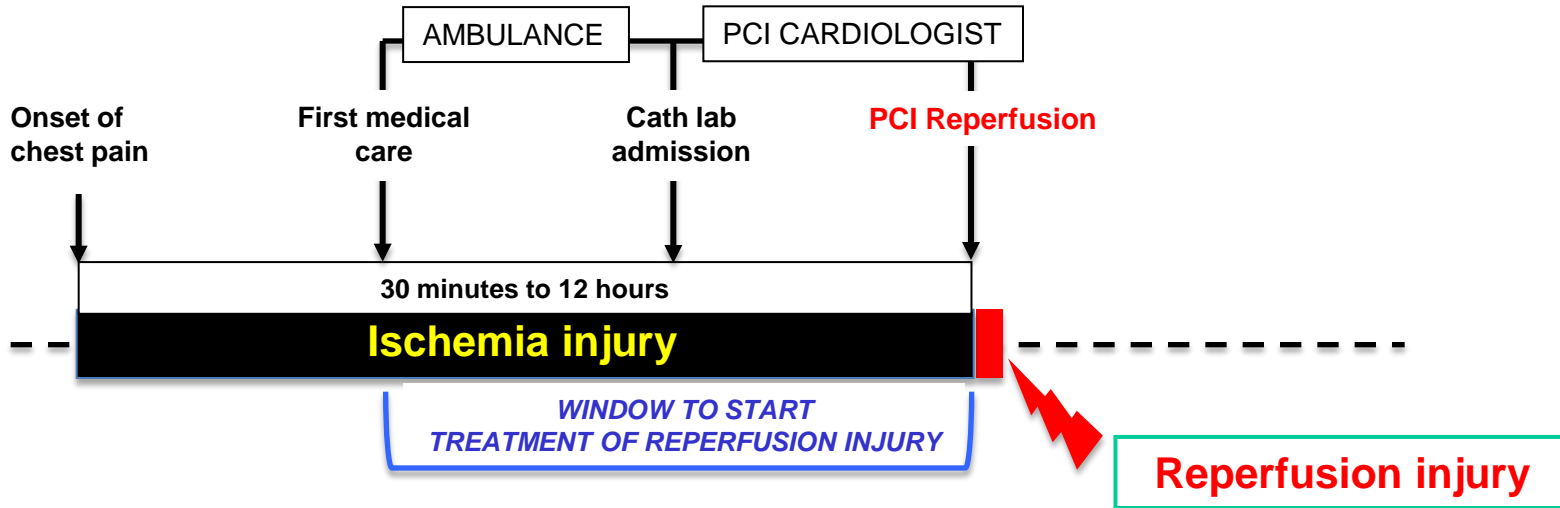 AMBULANCE
PCI CARDIOLOGIST
Onset of
chest pain
First medical
care
Cath lab
admission
PCI Reperfusion
30 minutes to 12 hours
Ischemia injury
WINDOW TO START
TREATMENT OF REPERFUSION INJURY
Reperfusion injury